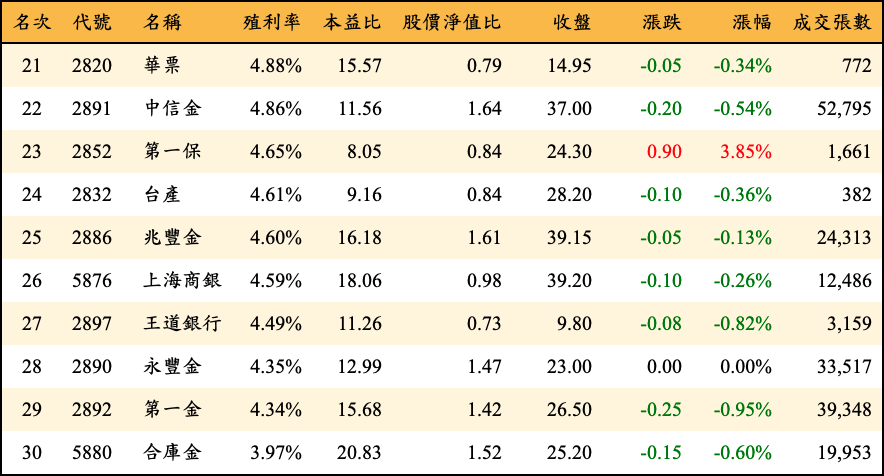 名次 代號 名稱 殖利率 本益比 股價淨值比 收盤 漲跌 漲幅 成交張數
21 2820 華票 4.88% 15.57 0.79 14.95 -0.05 -0.34% 772
22 2891 中信金 4.86% 11.56 1.64 37.00 -0.20 -0.54% 52,795
23 2852 第一保 4.65% 8.05 0.84 24.30 0.90 3.85% 1,661
24 2832 台產 4.61% 9.16 0.84 28.20 -0.10 -0.36% 382
25 2886 兆豐金 4.60% 16.18 1.61 39.15 -0.05 -0.13% 24,313
26 5876 上海商銀 4.59% 18.06 0.98 39.20 -0.10 -0.26% 12,486
27 2897 王道銀行 4.49% 11.26 0.73 9.80 -0.08 -0.82% 3,159
28 2890 永豐金 4.35% 12.99 1.47 23.00 0.00 0.00% 33,517
29 2892 第一金 4.34% 15.68 1.42 26.50 -0.25 -0.95% 39,348
30 5880 合庫金 3.97% 20.83 1.52 25.20 -0.15 -0.60% 19,953